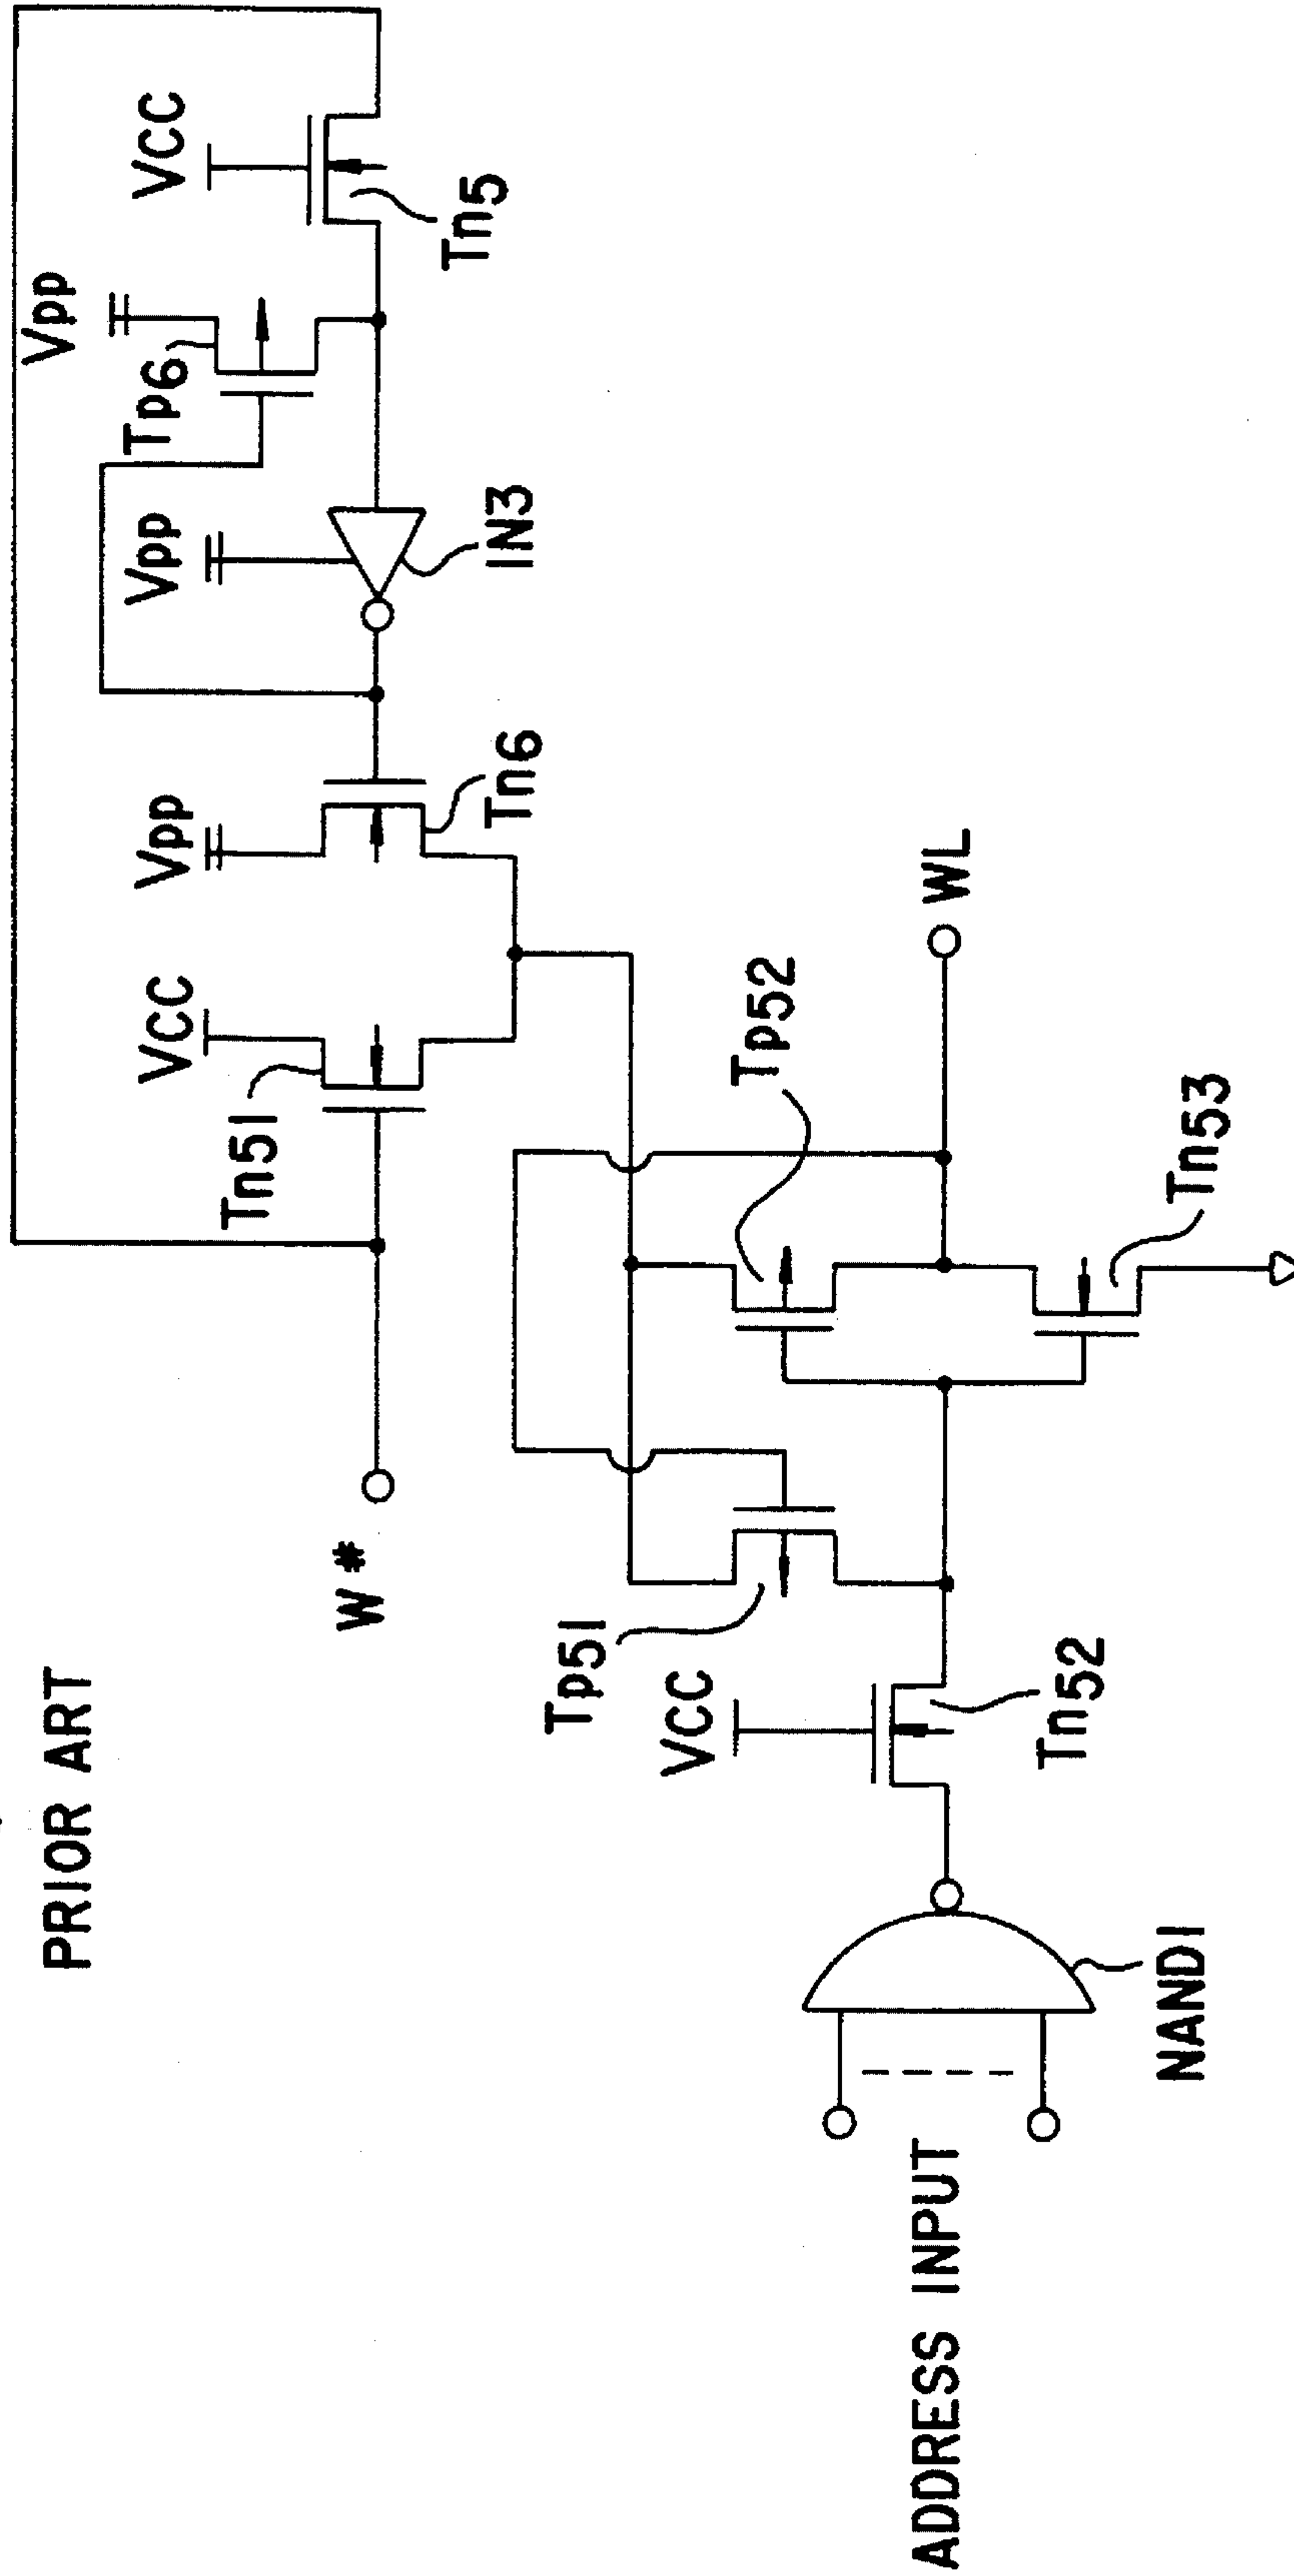 PRIOR ART
W*
Tn51
VCC
Vpp
Tn6
Vpp
IN3
Tp6
Vpp
VCC
Tn5
ADDRESS INPUT
NAND1
VCC
Tn52
Tp51
Tp52
Tn53
WL